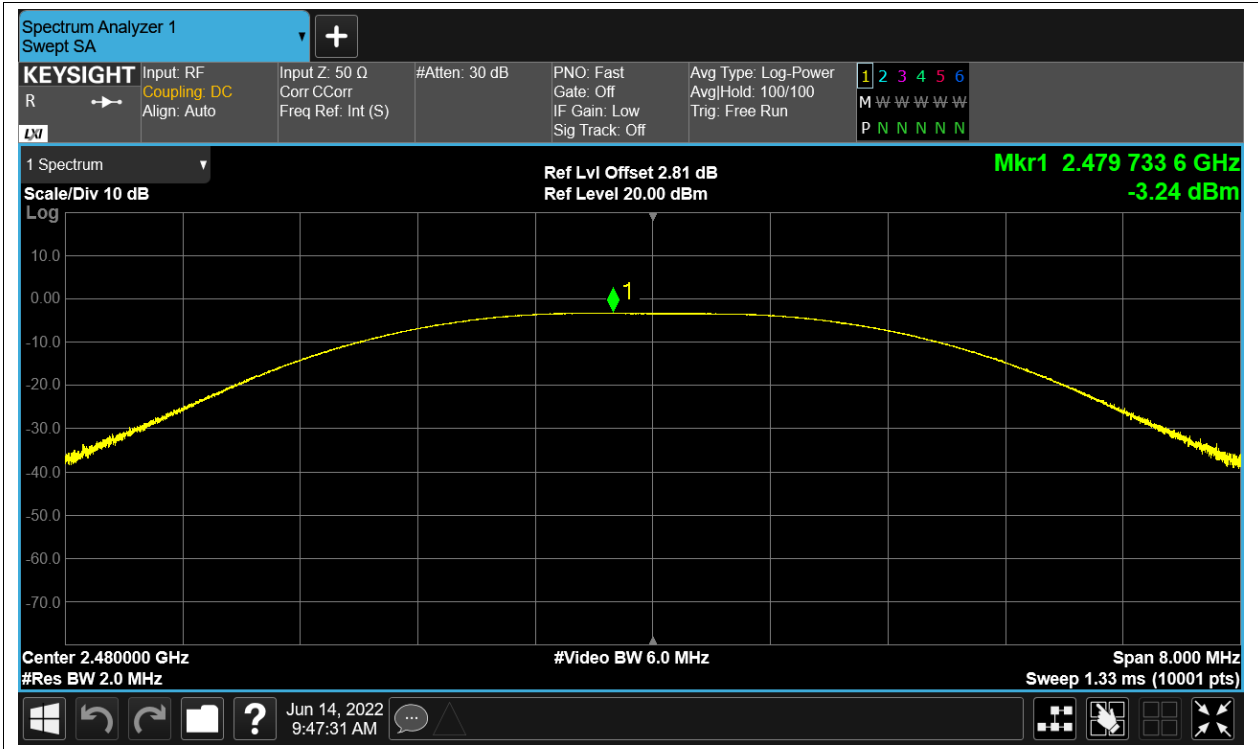 Spectrum Analyzer 1
Swept SA
KEYSIGHT
R
LXI
Input: RF
Coupling: DC
Align: Auto
Input Z: 50 Ω
Corr CCorr
Freq Ref: Int (S)
#Atten: 30 dB
PNO: Fast
Gate: Off
IF Gain: Low
Sig Track: Off
Avg Type: Log-Power
Avg|Hold: 100/100
Trig: Free Run
1 2 3 4 5 6
M W W W W W
P N N N N N
1 Spectrum
Scale/Div 10 dB
Log
Ref Lvl Offset 2.81 dB
Ref Level 20.00 dBm
Mkr1 2.479 733 6 GHz
-3.24 dBm
10.0
0.00
1
-10.0
-20.0
-30.0
-40.0
-50.0
-60.0
-70.0
Center 2.480000 GHz
#Res BW 2.0 MHz
#Video BW 6.0 MHz
Span 8.000 MHz
Sweep 1.33 ms (10001 pts)
?
Jun 14, 2022
9:47:31 AM